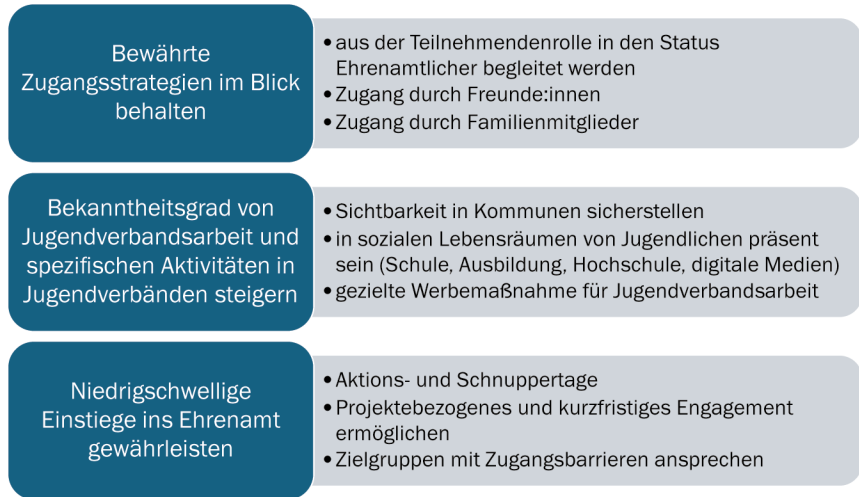 Bewährte
Zugangsstrategien im Blick
behalten
• aus der Teilnehmendenrolle in den Status
Ehrenamtlicher begleitet werden
• Zugang durch Freunde:innen
• Zugang durch Familienmitglieder
Bekanntheitsgrad von
Jugendverbandsarbeit und
spezifischen Aktivitäten in
Jugendverbänden steigern
• Sichtbarkeit in Kommunen sicherstellen
• in sozialen Lebensräumen von Jugendlichen präsent
sein (Schule, Ausbildung, Hochschule, digitale Medien)
• gezielte Werbemaßnahme für Jugendverbandsarbeit
Niedrigschwellige
Einstiege ins Ehrenamt
gewährleisten
• Aktions- und Schnuppertage
• Projektebezogenes und kurzfristiges Engagement
ermöglichen
• Zielgruppen mit Zugangsbarrieren ansprechen